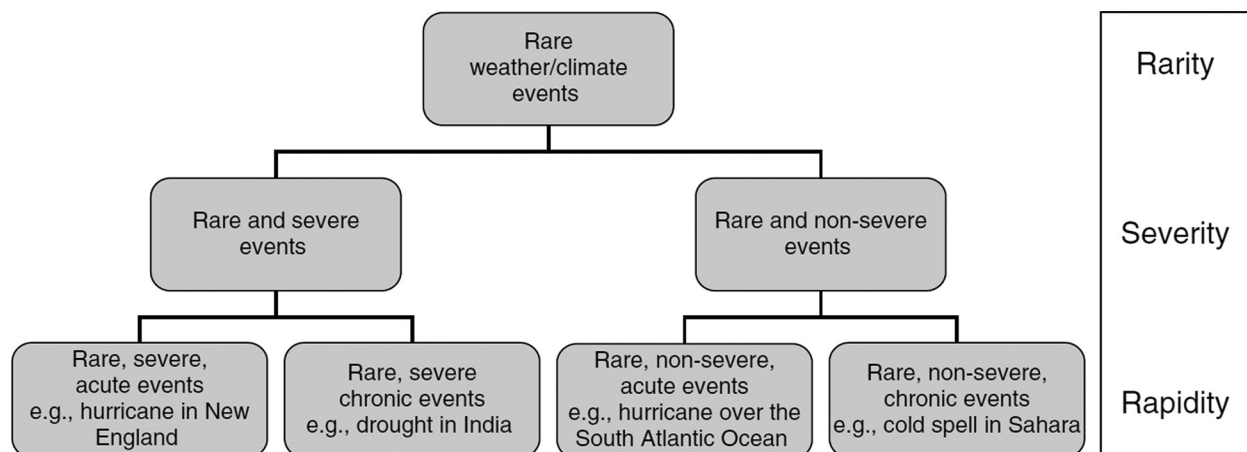 Rare
weather/climate
events
Rarity
Rare and severe
events
Rare and non-severe
events
Severity
Rare, severe,
acute events
e.g., hurricane in New
England
Rare, severe
chronic events
e.g., drought in India
Rare, non-severe,
acute events
e.g., hurricane over the
South Atlantic Ocean
Rare, non-severe,
chronic events
e.g., cold spell in Sahara
Rapidity